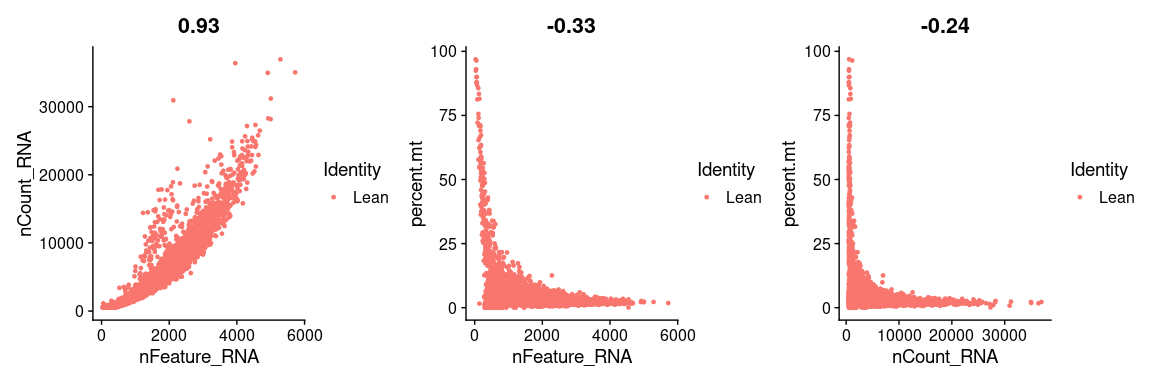 0.93
nCount_RNA
30000
20000
10000
0
0
2000
4000
6000
nFeature_RNA
Identity
Lean
-0.33
percent.mt
100
75
50
25
0
0
2000
4000
6000
nFeature_RNA
Identity
Lean
-0.24
percent.mt
100
75
50
25
0
0
10000
20000
30000
nCount_RNA
Identity
Lean